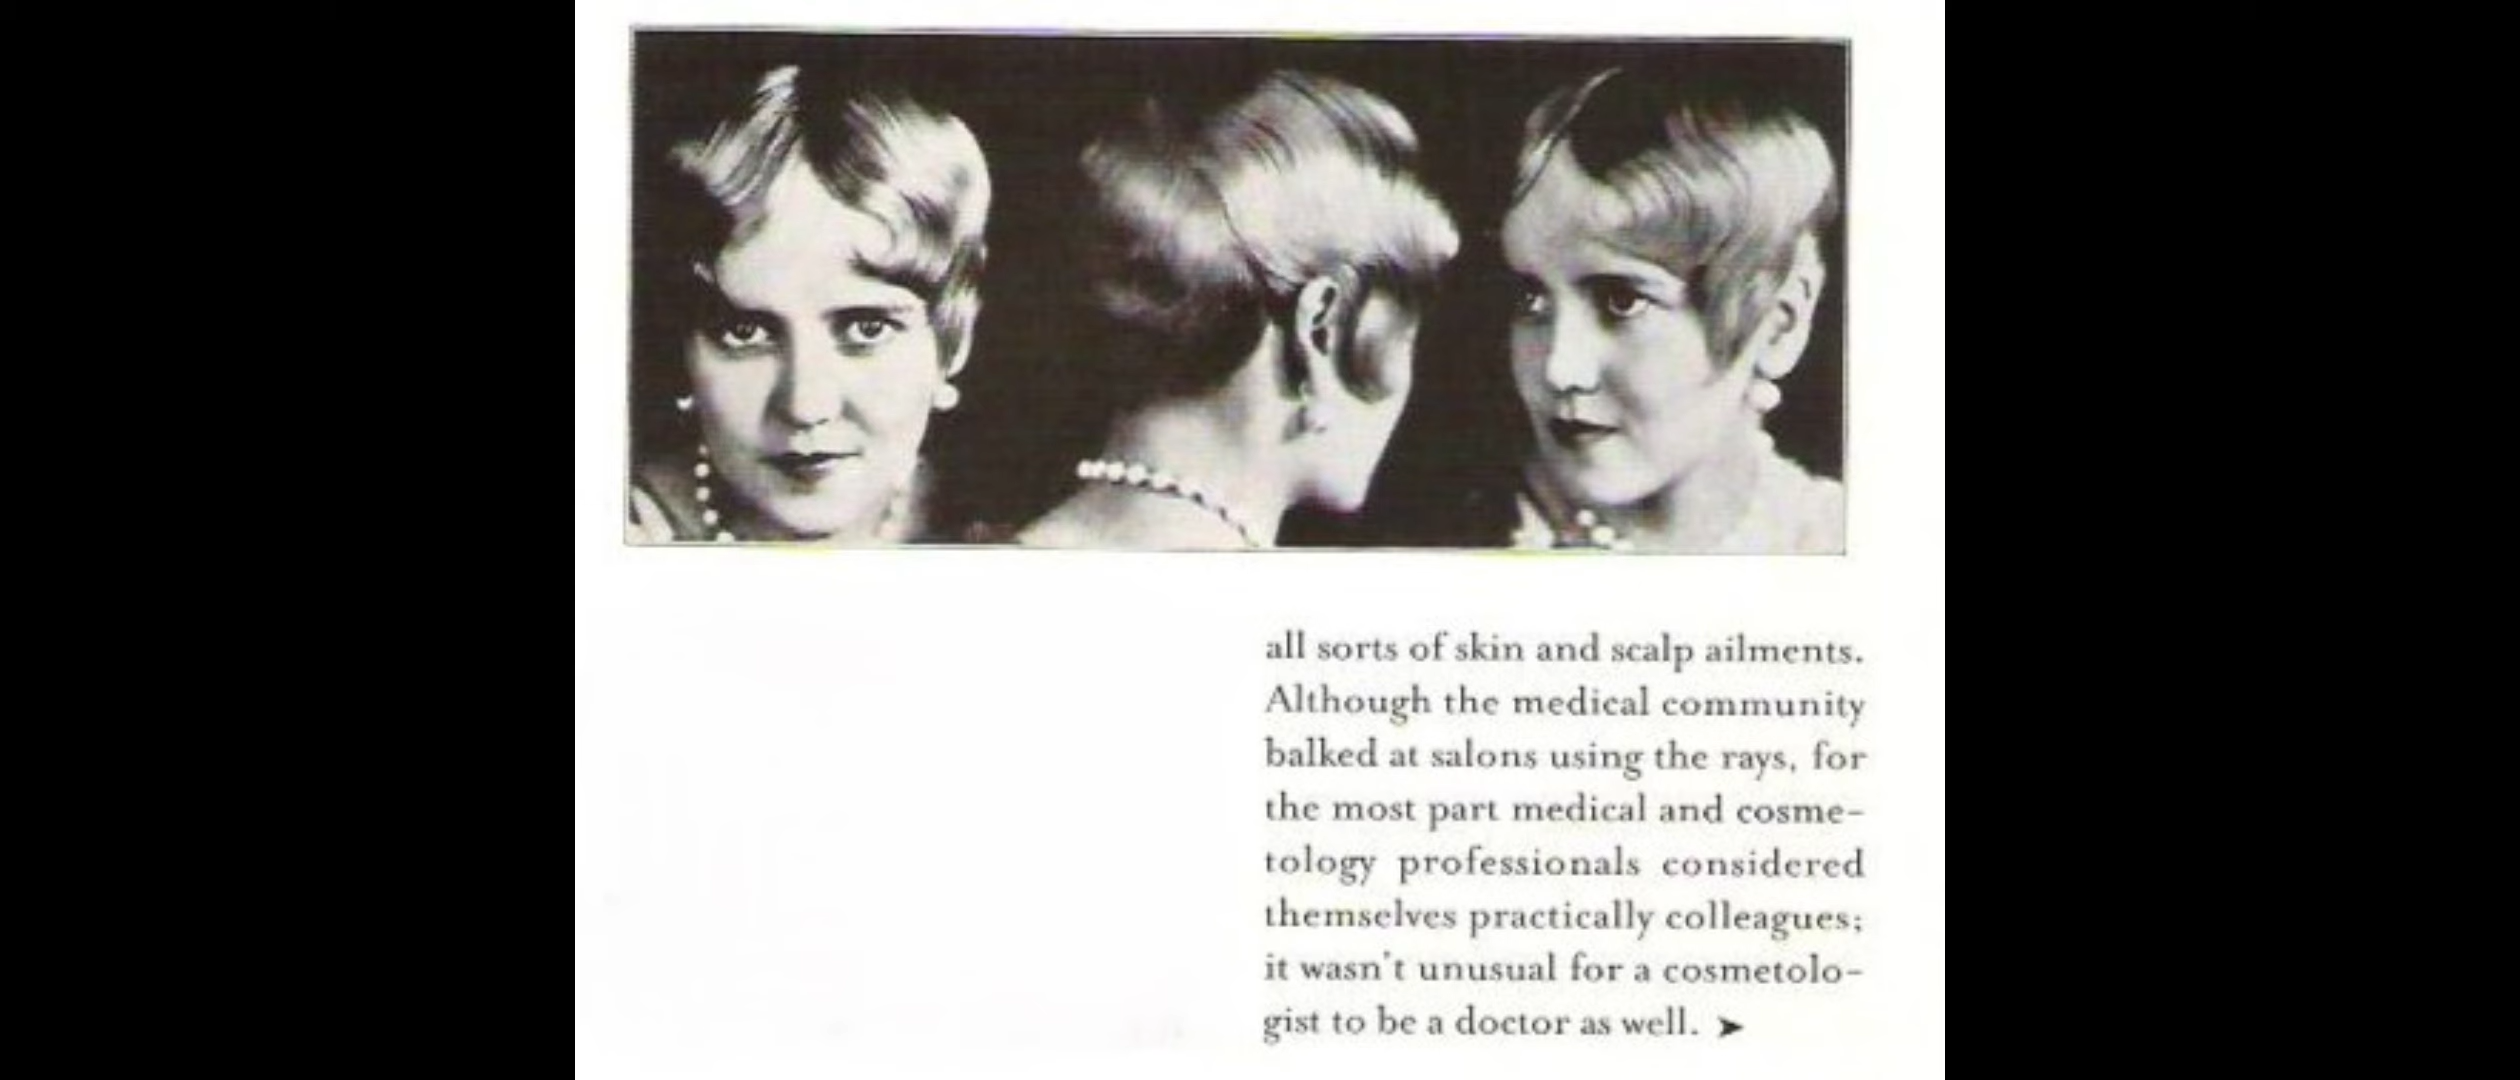 all sorts of skin and scalp ailments.
Although the medical community
balked at salons using the rays, for
the most part medical and cosme-
tology professionals considered
themselves practically colleagues;
it wasn't unusual for a cosmetolo-
gist to be a doctor as well. ➤